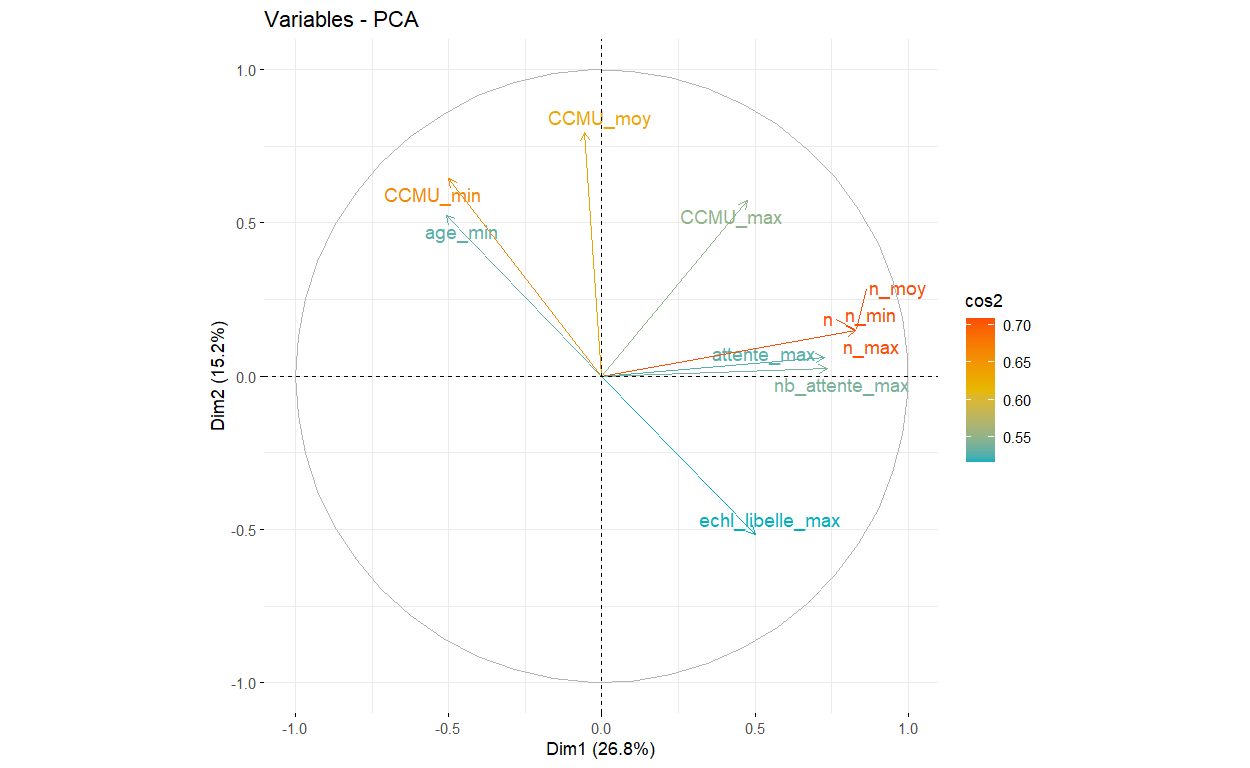 Variables - PCA
1.0
0.5
0.0
-0.5
-1.0
Dim2 (15.2%)
CCMU_moy
CCMU_min
age_min
CCMU_max
n_moy
n_min
n
n_max
attente_max
nb_attente_max
echl_libelle_max
-1.0
-0.5
0.0
0.5
1.0
Dim1 (26.8%)
cos2
0.70
0.65
0.60
0.55